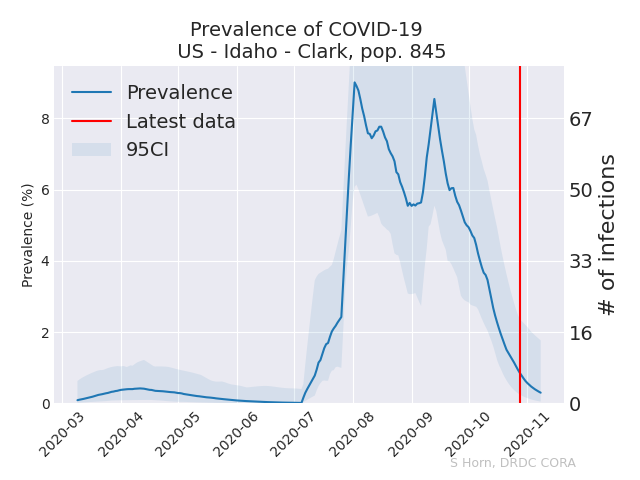 Prevalence of COVID-19
US - Idaho - Clark, pop. 845
Prevalence
Latest data
95CI
Prevalence (%)
8
6
4
2
0
67
50
33
16
0
# of infections
2020-03
2020-04
2020-05
2020-06
2020-07
2020-08
2020-09
2020-10
2020-11
S Horn, DRDC CORA